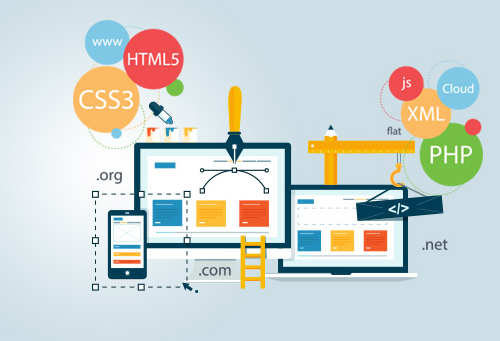 www
HTML5
CSS3
js
Cloud
XML
flat
PHP
.org
</>
.net
.com